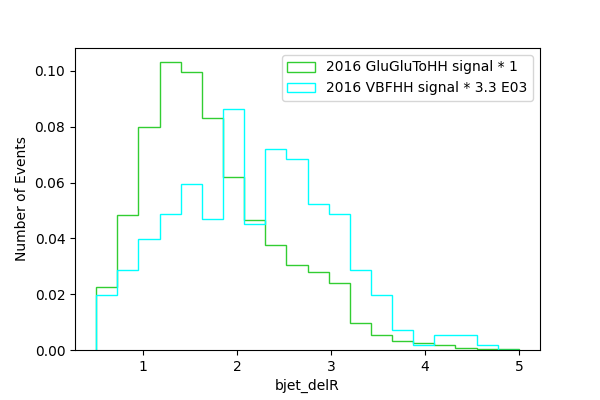 2016 GluGluToHH signal * 1
2016 VBFHH signal * 3.3 E03
Number of Events
0.10
0.08
0.06
0.04
0.02
0.00
1 2 3 4 5
bjet_delR